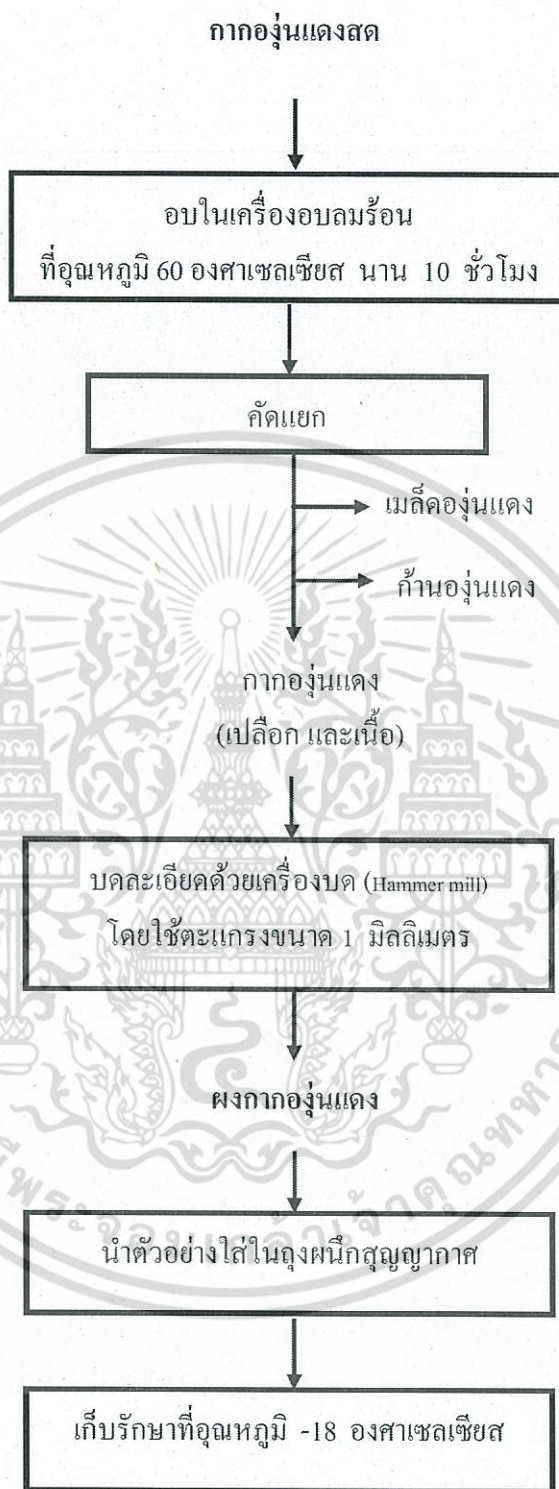 กากองุ่นแดงสด
อบในเครื่องอบลมร้อน
ที่อุณหภูมิ 60 องศาเซลเซียส นาน 10 ชั่วโมง
คัดแยก
เมล็ดองุ่นแดง
ก้านองุ่นแดง
กากองุ่นแดง
(เปลือก และเนื้อ)
บดละเอียดด้วยเครื่องบด (Hammer mill)
โดยใช้ตะแกรงขนาด 1 มิลลิเมตร
ผงกากองุ่นแดง
นำตัวอย่างใส่ในถุงผนึกสุญญากาศ
เก็บรักษาที่อุณหภูมิ -18 องศาเซลเซียส